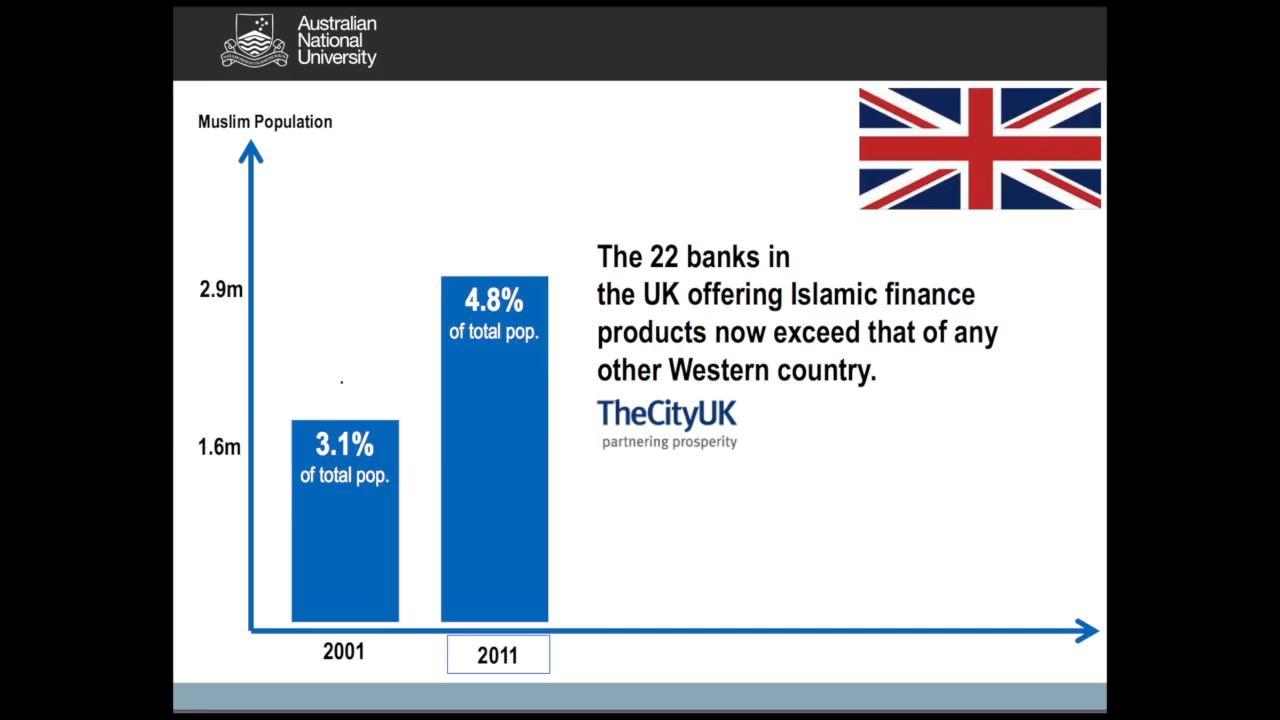 Australian
National
University
Muslim Population
The 22 banks in
the UK offering Islamic finance
products now exceed that of any
other Western country.
TheCityUK
partnering prosperity
2.9m
4.8%
of total pop.
1.6m
3.1%
of total pop.
2001
2011